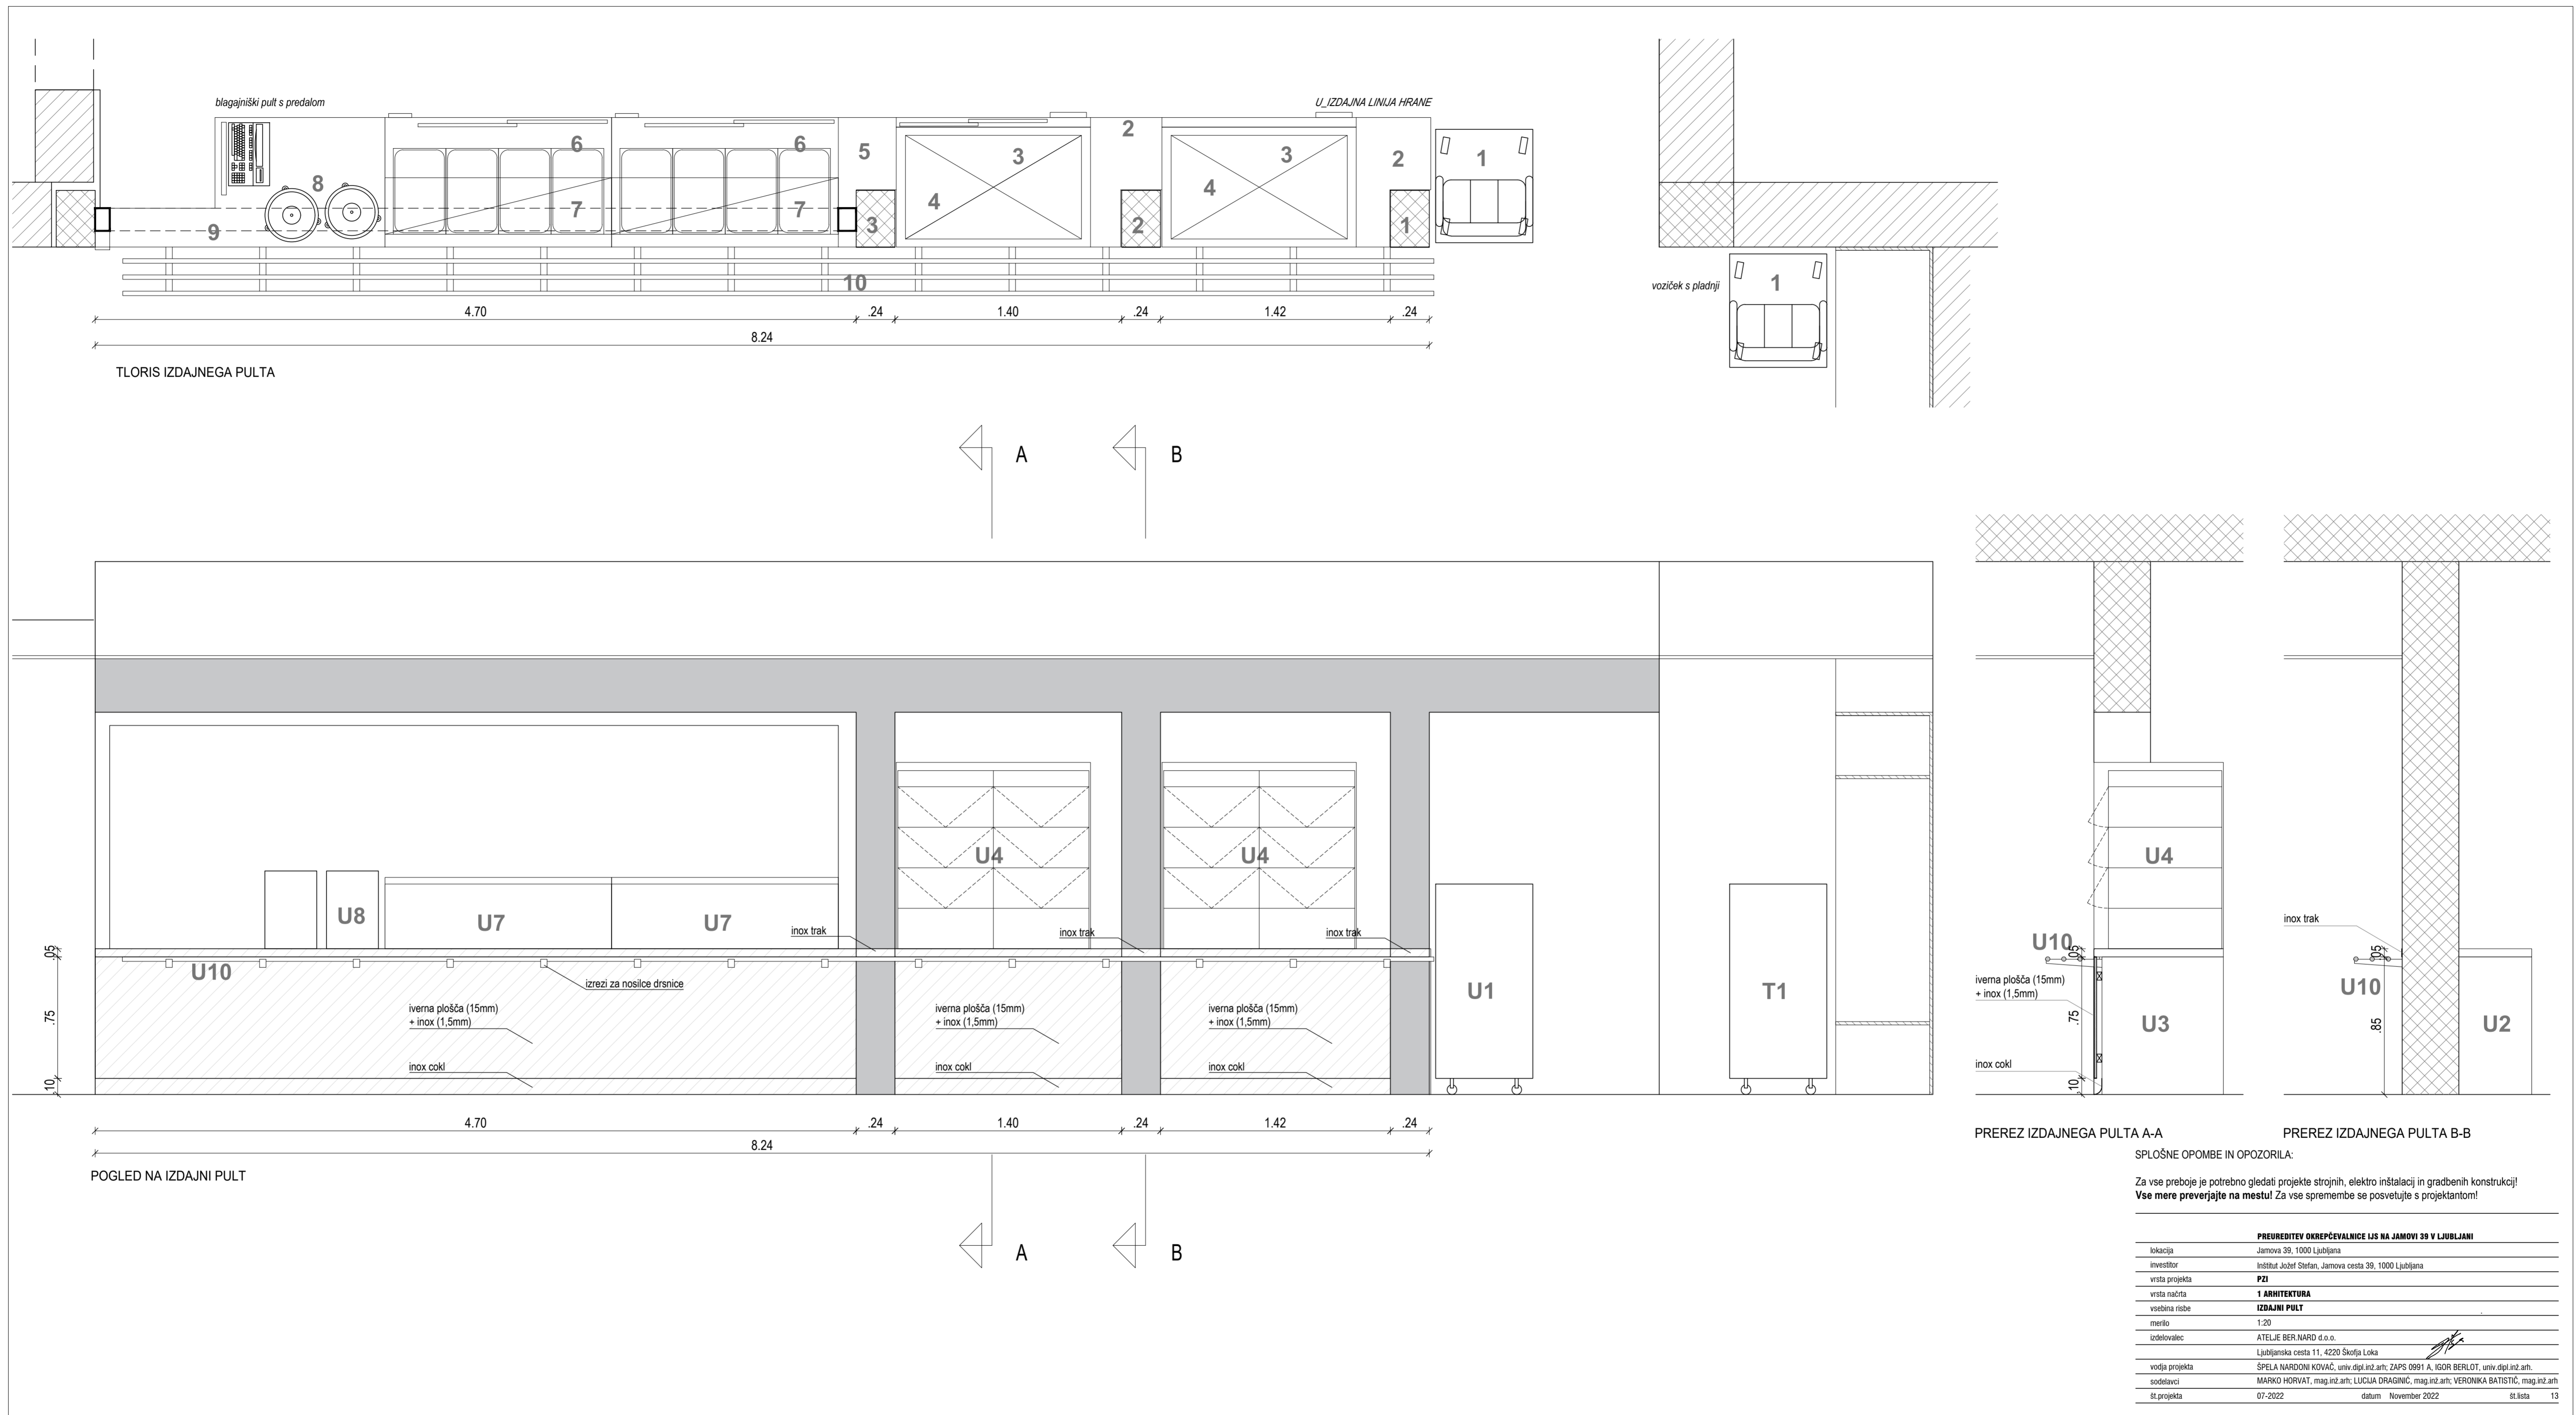 blagajniški pult s predalom
U_IZDAJNA LINIJA HRANE
6
6
5
3
2
3
2
1
8
4
4
7
7
9
3
2
1
10
voziček s pladnji
1
4.70
.24
1.40
.24
1.42
.24
8.24
TLORIS IZDAJNEGA PULTA
A
B
U8
U7
U7
U4
U4
inox trak
inox trak
inox trak
.05
U10
izrezi za nosilce drsnice
iverna plošča (15mm)
+ inox (1,5mm)
iverna plošča (15mm)
+ inox (1,5mm)
iverna plošča (15mm)
+ inox (1,5mm)
.75
inox cokl
inox cokl
inox cokl
.10
U1
T1
4.70
.24
1.40
.24
1.42
.24
8.24
POGLED NA IZDAJNI PULT
A
B
U4
U10
.05
iverna plošča (15mm)
+ inox (1,5mm)
.75
U3
inox cokl
.10
PREREZ IZDAJNEGA PULTA A-A
inox trak
.05
U10
.85
U2
PREREZ IZDAJNEGA PULTA B-B
SPLOŠNE OPOMBE IN OPOZORILA:
Za vse preboje je potrebno gledati projekte strojnih, elektro inštalacij in gradbenih konstrukcij!
Vse mere preverjajte na mestu! Za vse spremembe se posvetujte s projektantom!
PREUREDITEV OKREPČEVALNICE IJS NA JAMOVI 39 V LJUBLJANI
lokacija Jamova 39, 1000 Ljubljana
investitor Inštitut Jožef Stefan, Jamova cesta 39, 1000 Ljubljana
vrsta projekta PZI
vrsta načrta 1 ARHITEKTURA
vsebina risbe IZDAJNI PULT
merilo 1:20
izdelovalec ATELJE BER.NARD d.o.o.
Ljubljanska cesta 11, 4220 Škofja Loka
vodja projekta ŠPELA NARDONI KOVAČ, univ.dipl.inž.arh; ZAPS 0991 A, IGOR BERLOT, univ.dipl.inž.arh.
sodelavci MARKO HORVAT, mag.inž.arh; LUCIJA DRAGINIĆ, mag.inž.arh; VERONIKA BATISTIČ, mag.inž.arh
št.projekta 07-2022 datum November 2022 št.lista 13